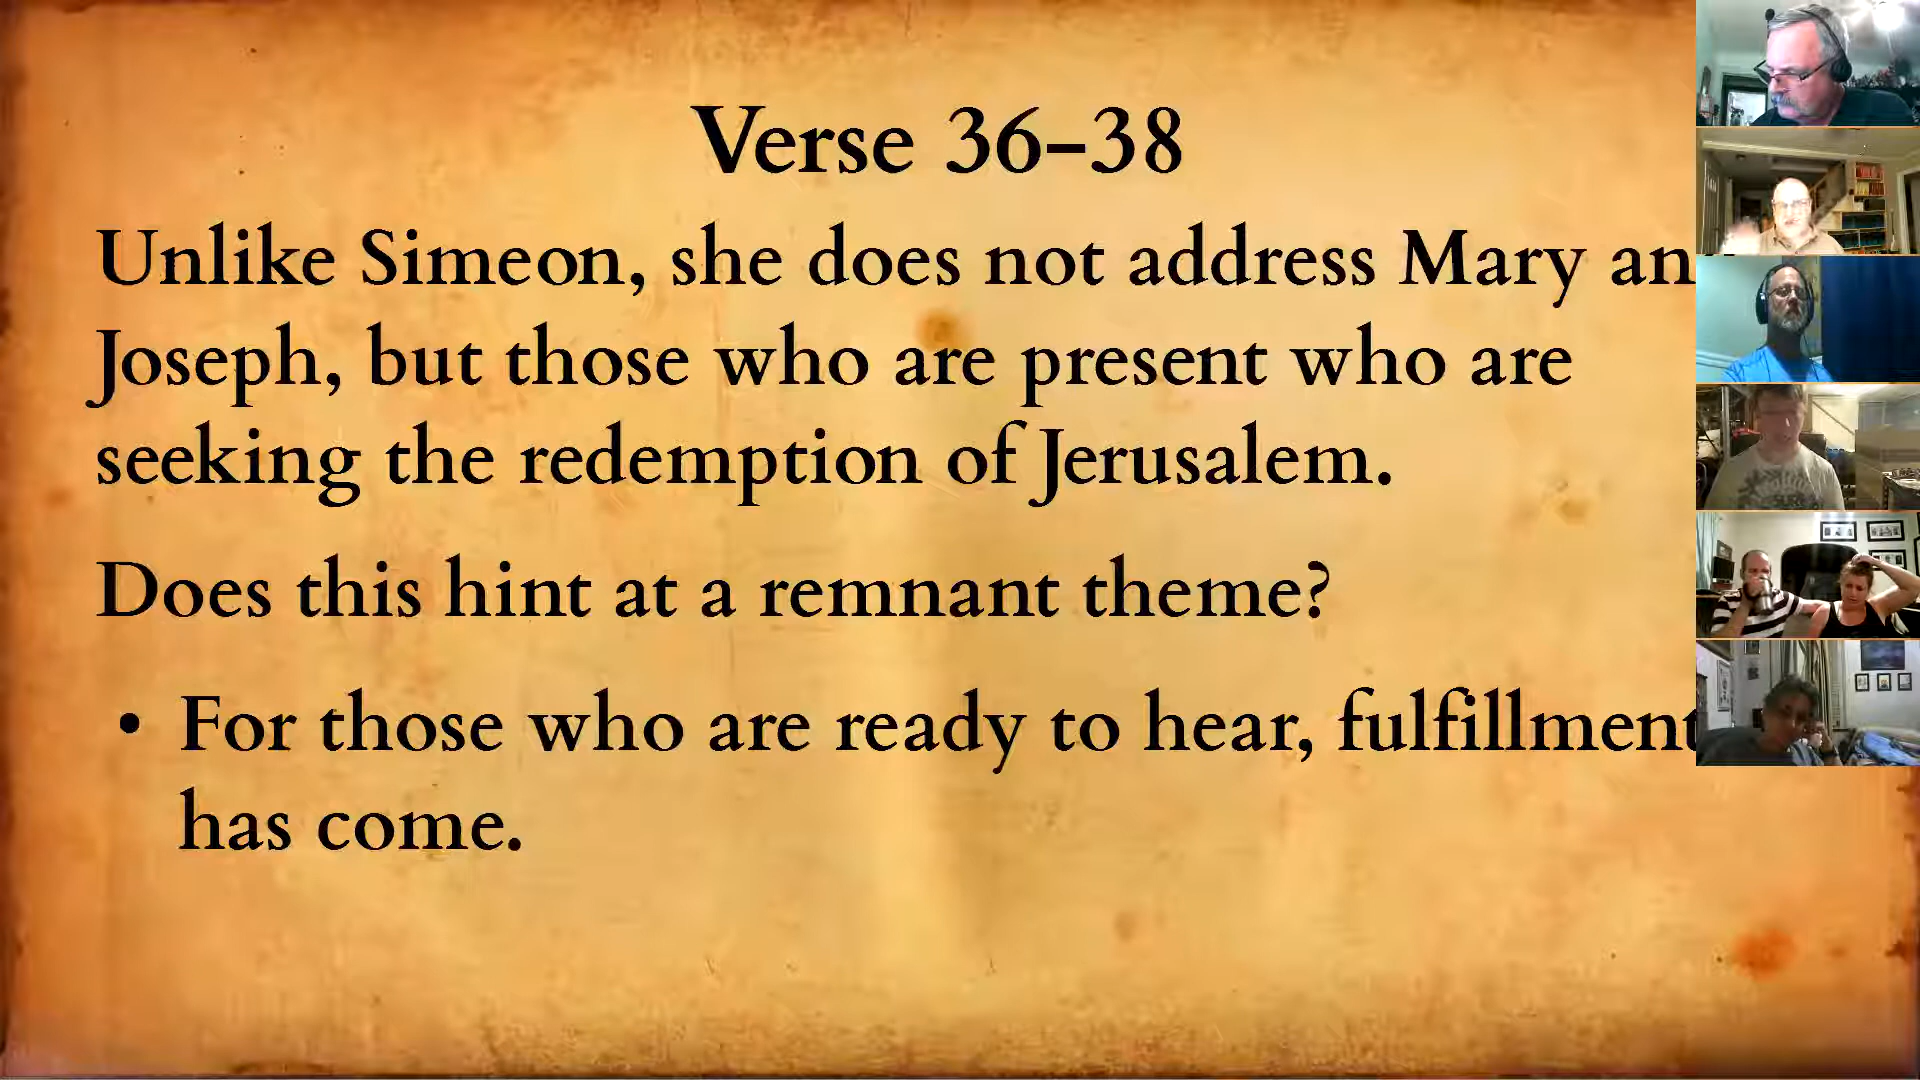 Verse 36–38
Unlike Simeon, she does not address Mary an
Joseph, but those who are present who are
seeking the redemption of Jerusalem.
Does this hint at a remnant theme?
• For those who are ready to hear, fulfillment
has come.